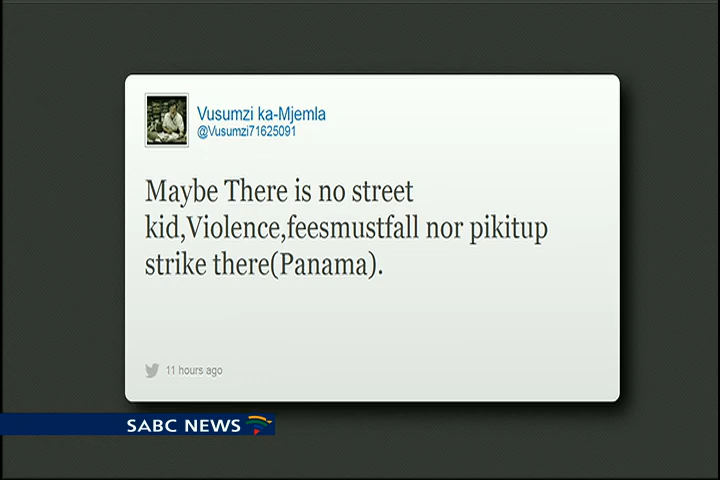 Vusumzi ka-Mjemla
@Vusumzi71625091
Maybe There is no street
kid,Violence,feesmustfall nor pikitup
strike there(Panama).
11 hours ago
SABC NEWS